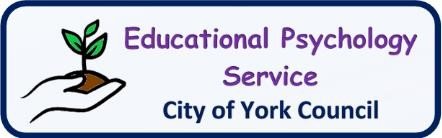 Educational Psychology
Service
City of York Council